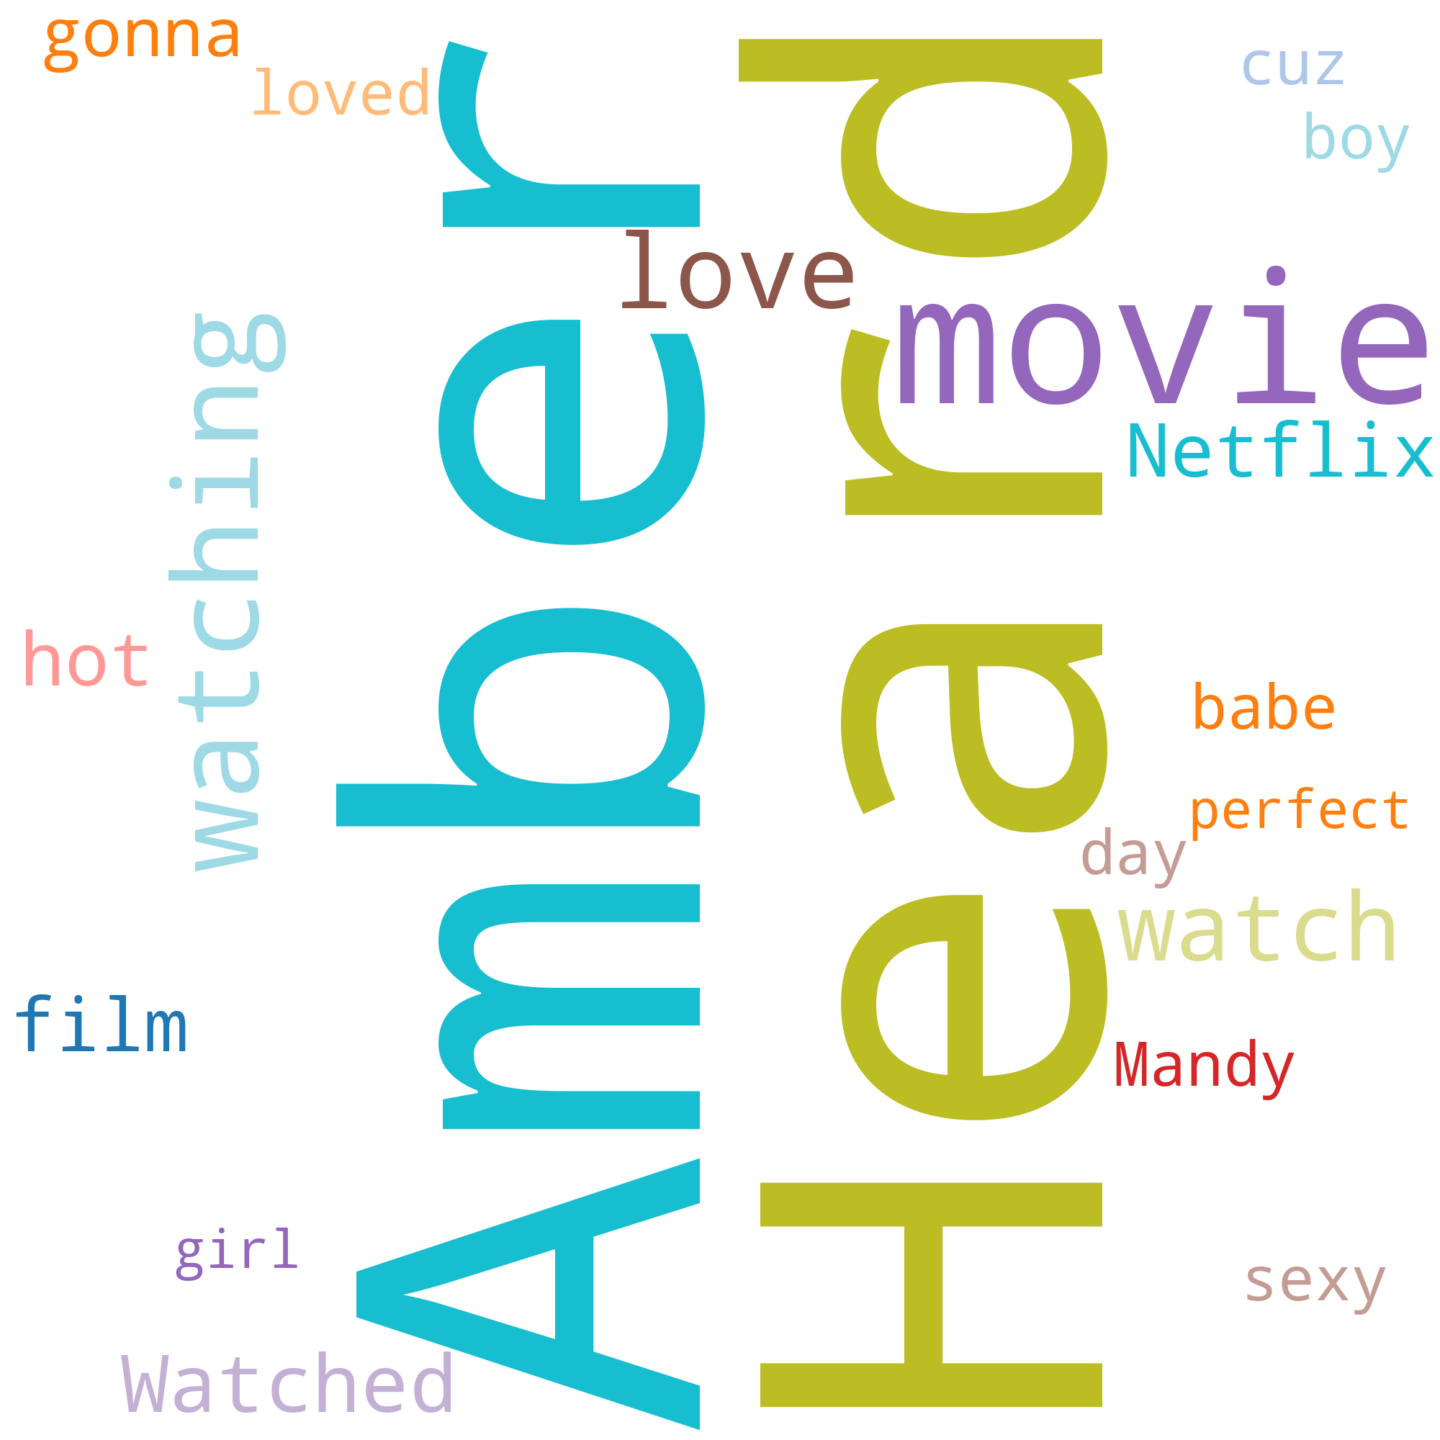 gonna
loved
cuz
boy
Amber
Heard
love
movie
Netflix
watching
hot
babe
perfect
day
watch
film
Mandy
girl
sexy
Watched